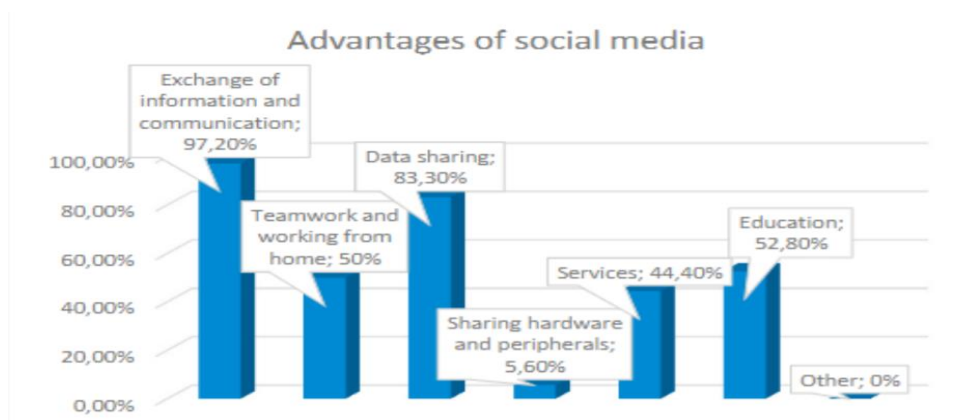 Advantages of social media
Exchange of
information and
communication;
97,20%
Data sharing;
83,30%
Teamwork and
working from
home; 50%
Education;
52,80%
Services; 44,40%
Sharing hardware
and peripherals;
5,60%
Other; 0%
100,00%
80,00%
60,00%
40,00%
20,00%
0,00%